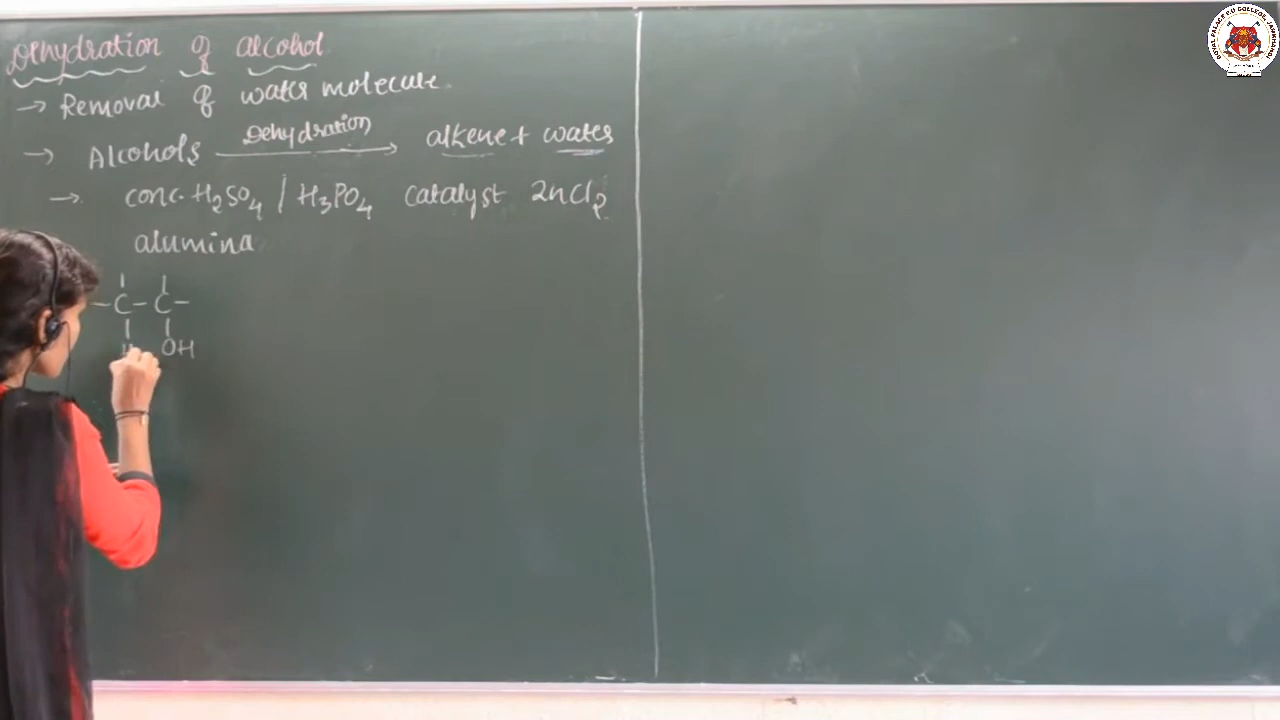 Dehydration of alcohol
→ Removal of water molecule.
→ Alcohols Dehydration → alkene + water
→ conc. H₂SO₄ / H₃PO₄ catalyst ZnCl₂
alumina
– C – C –
OH